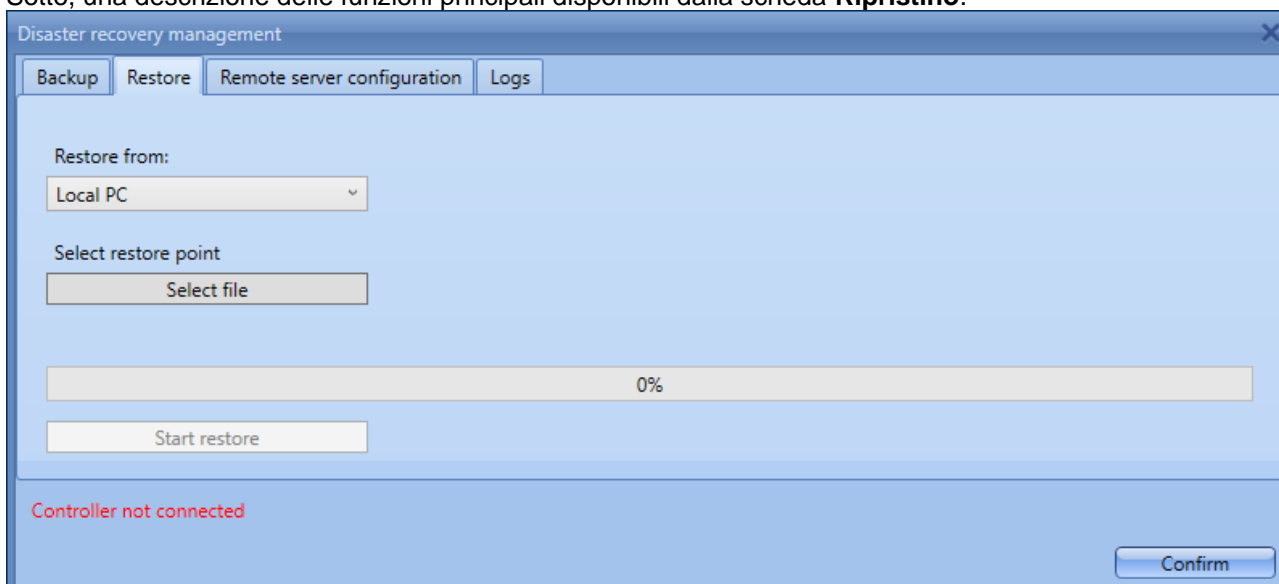 Sotto, una descrizione delle funzioni principali disponibili dalla scheda Ripristino.
Disaster recovery management
Backup Restore Remote server configuration Logs
Restore from:
Local PC
Select restore point
Select file
0%
Start restore
Controller not connected
Confirm